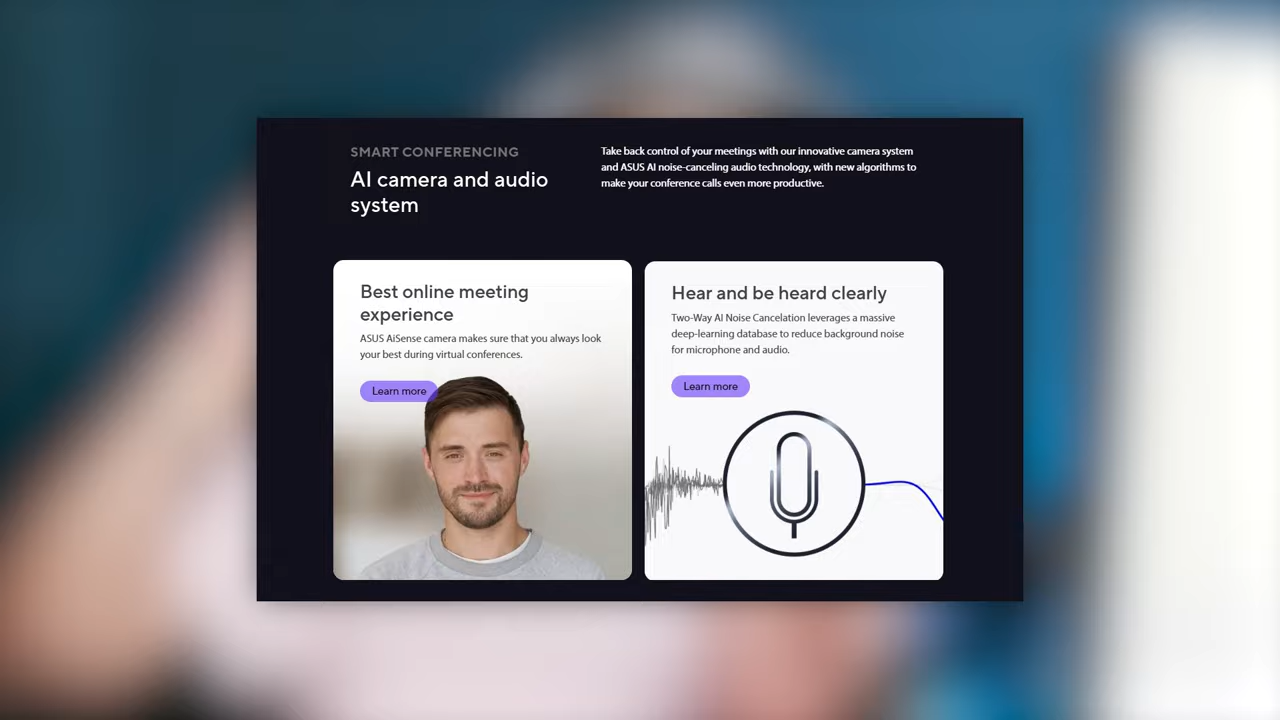 SMART CONFERENCING
AI camera and audio
system
Take back control of your meetings with our innovative camera system
and ASUS AI noise-canceling audio technology, with new algorithms to
make your conference calls even more productive.
Best online meeting
experience
ASUS AiSense camera makes sure that you always look
your best during virtual conferences.
Learn more
Hear and be heard clearly
Two-Way AI Noise Cancelation leverages a massive
deep-learning database to reduce background noise
for microphone and audio.
Learn more